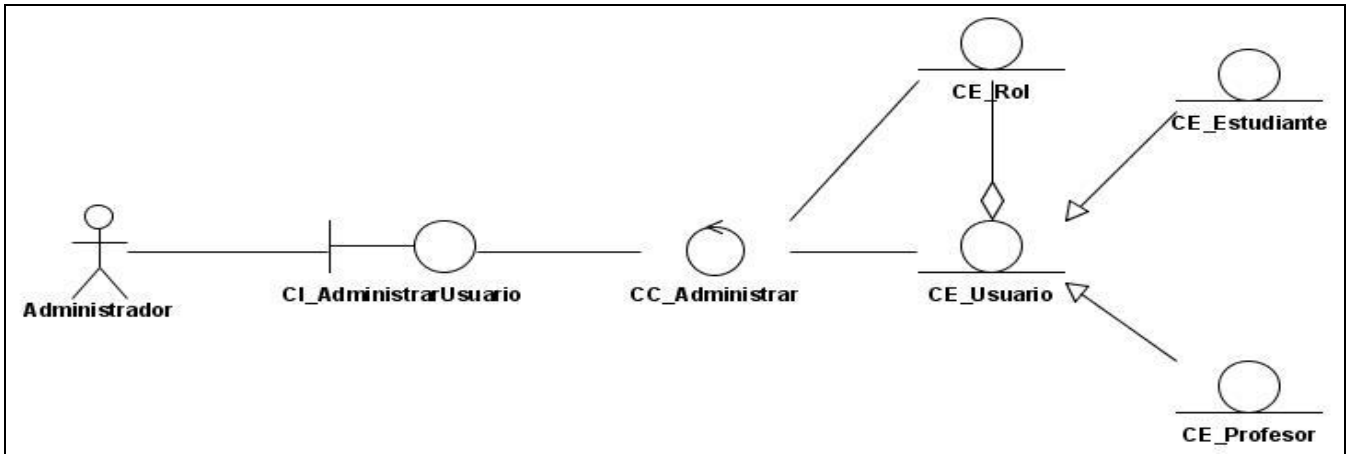 CE_Rol
CE_Estudiante
Administrador
CI_AdministrarUsuario
CC_Administrar
CE_Usuario
CE_Profesor